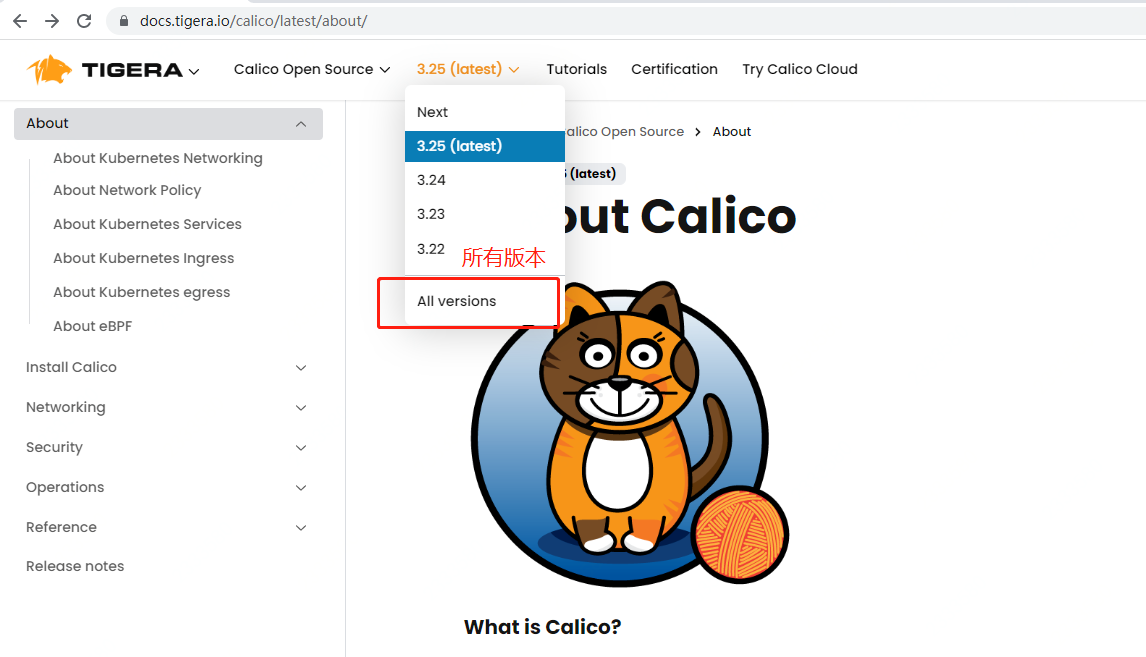 docs.tigera.io/calico/latest/about/
TIGERA
Calico Open Source
3.25 (latest)
Tutorials
Certification
Try Calico Cloud
About
About Kubernetes Networking
About Network Policy
About Kubernetes Services
About Kubernetes Ingress
About Kubernetes egress
About eBPF
Install Calico
Networking
Security
Operations
Reference
Release notes
Next
3.25 (latest)
3.24
3.23
3.22
所有版本
All versions
alico Open Source
About
(latest)
out Calico
What is Calico?